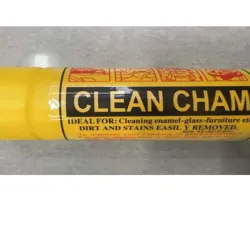 CLEAN CHAM
IDEAL FOR: Cleaning enamel-glass-furniture etc
DIRT AND STAINS EASILY REMOVED.